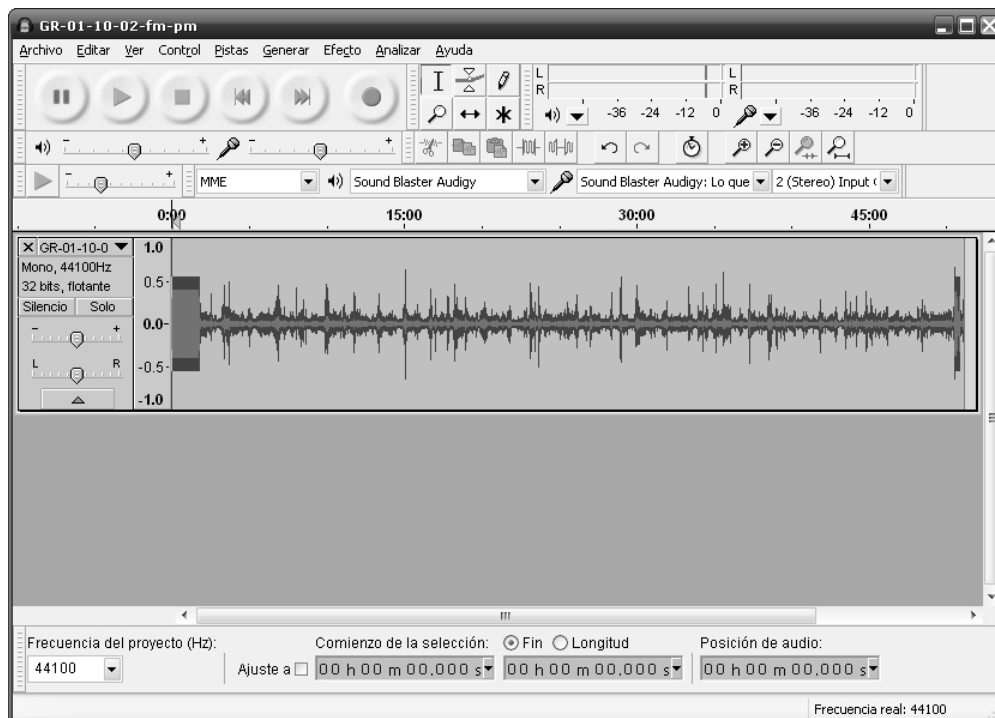 GR-01-10-02-fm-pm
Archivo Editar Ver Control Pistas Generar Efecto Analizar Ayuda
L L
R R
-36 -24 -12 0 -36 -24 -12 0
- + - +
- + MME Sound Blaster Audigy Sound Blaster Audigy: Lo que 2 (Stereo) Input (
0:00 15:00 30:00 45:00
X GR-01-10-0 1.0
Mono, 44100Hz
32 bits, flotante 0.5
Silencio Solo
- + 0.0
L R -0.5
-1.0
Frecuencia del proyecto (Hz): Comienzo de la selección: Fin Longitud Posición de audio:
44100 Ajuste a 00 h 00 m 00,000 s 00 h 00 m 00,000 s 00 h 00 m 00,000 s
Frecuencia real: 44100